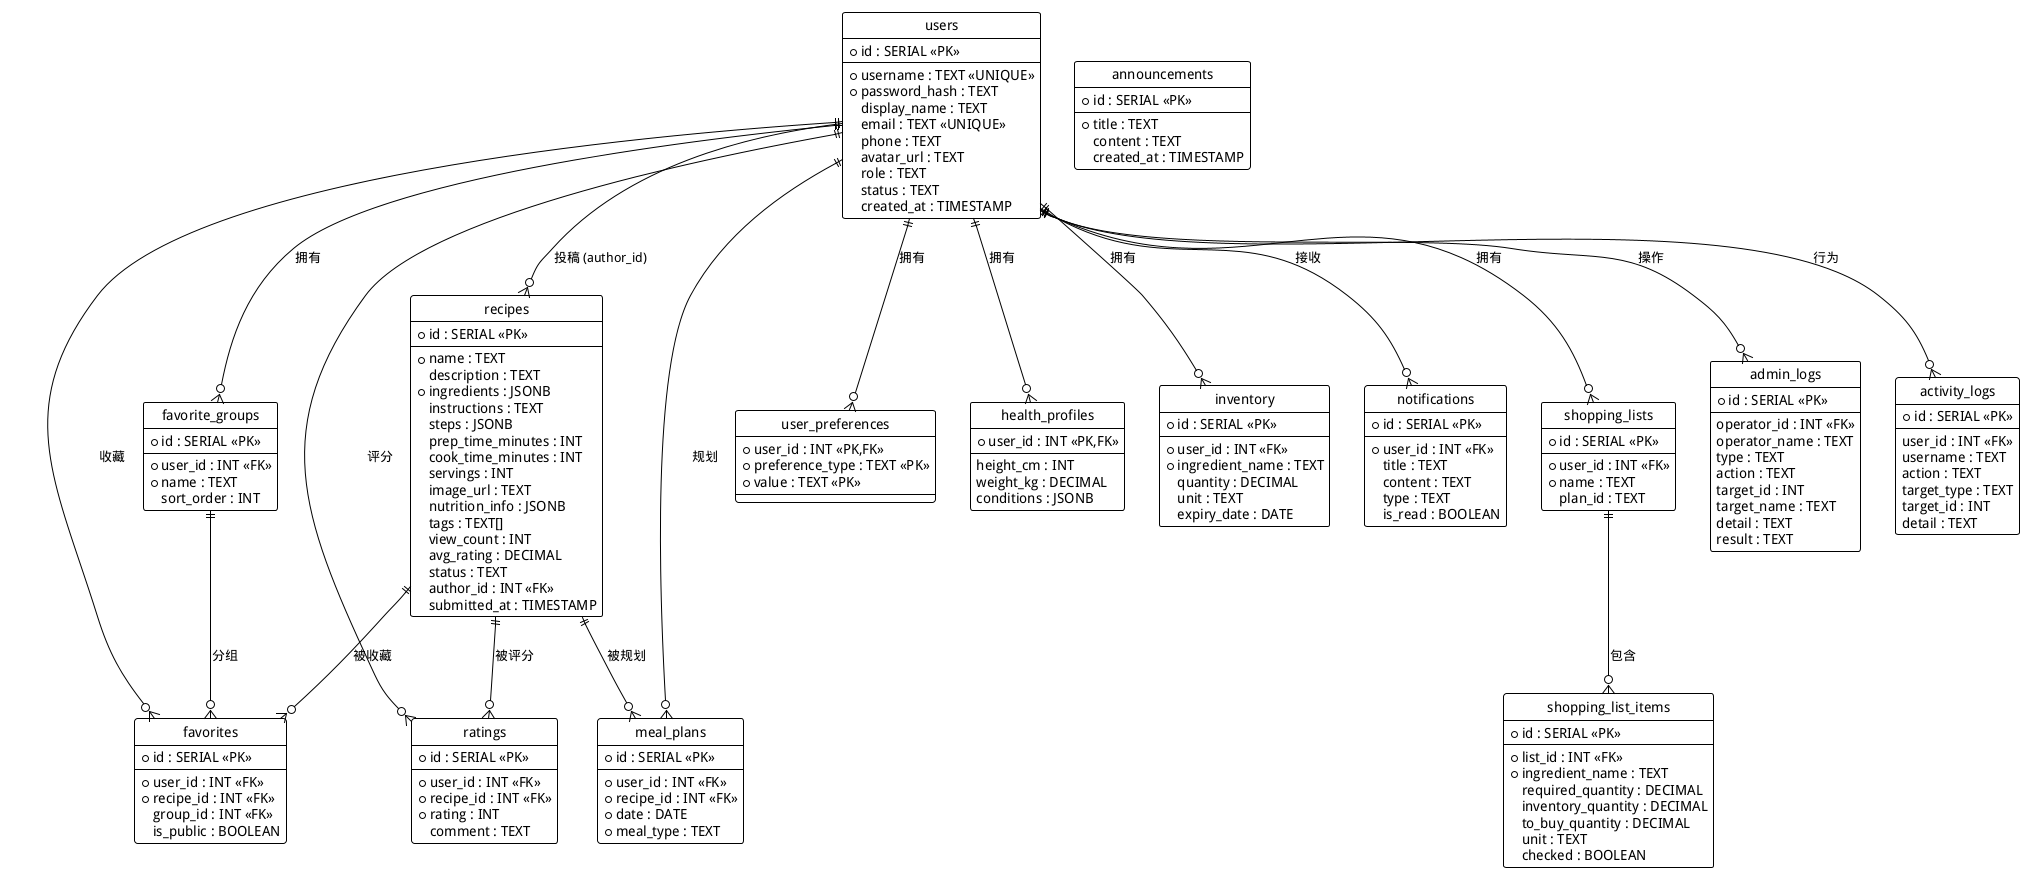 users
id : SERIAL «PK»
username : TEXT «UNIQUE»
password_hash : TEXT
display_name : TEXT
email : TEXT «UNIQUE»
phone : TEXT
avatar_url : TEXT
role : TEXT
status : TEXT
created_at : TIMESTAMP
announcements
id : SERIAL «PK»
title : TEXT
content : TEXT
created_at : TIMESTAMP
拥有
投稿 (author_id)
拥有
拥有
拥有
接收
拥有
操作
行为
收藏
评分
规划
recipes
id : SERIAL «PK»
name : TEXT
description : TEXT
ingredients : JSONB
instructions : TEXT
steps : JSONB
prep_time_minutes : INT
cook_time_minutes : INT
servings : INT
image_url : TEXT
nutrition_info : JSONB
tags : TEXT[]
view_count : INT
avg_rating : DECIMAL
status : TEXT
author_id : INT «FK»
submitted_at : TIMESTAMP
favorite_groups
id : SERIAL «PK»
user_id : INT «FK»
name : TEXT
sort_order : INT
user_preferences
user_id : INT «PK,FK»
preference_type : TEXT «PK»
value : TEXT «PK»
health_profiles
user_id : INT «PK,FK»
height_cm : INT
weight_kg : DECIMAL
conditions : JSONB
inventory
id : SERIAL «PK»
user_id : INT «FK»
ingredient_name : TEXT
quantity : DECIMAL
unit : TEXT
expiry_date : DATE
notifications
id : SERIAL «PK»
user_id : INT «FK»
title : TEXT
content : TEXT
type : TEXT
is_read : BOOLEAN
shopping_lists
id : SERIAL «PK»
user_id : INT «FK»
name : TEXT
plan_id : TEXT
admin_logs
id : SERIAL «PK»
operator_id : INT «FK»
operator_name : TEXT
type : TEXT
action : TEXT
target_id : INT
target_name : TEXT
detail : TEXT
result : TEXT
activity_logs
id : SERIAL «PK»
user_id : INT «FK»
username : TEXT
action : TEXT
target_type : TEXT
target_id : INT
detail : TEXT
分组
被收藏
被评分
被规划
包含
favorites
id : SERIAL «PK»
user_id : INT «FK»
recipe_id : INT «FK»
group_id : INT «FK»
is_public : BOOLEAN
ratings
id : SERIAL «PK»
user_id : INT «FK»
recipe_id : INT «FK»
rating : INT
comment : TEXT
meal_plans
id : SERIAL «PK»
user_id : INT «FK»
recipe_id : INT «FK»
date : DATE
meal_type : TEXT
shopping_list_items
id : SERIAL «PK»
list_id : INT «FK»
ingredient_name : TEXT
required_quantity : DECIMAL
inventory_quantity : DECIMAL
to_buy_quantity : DECIMAL
unit : TEXT
checked : BOOLEAN